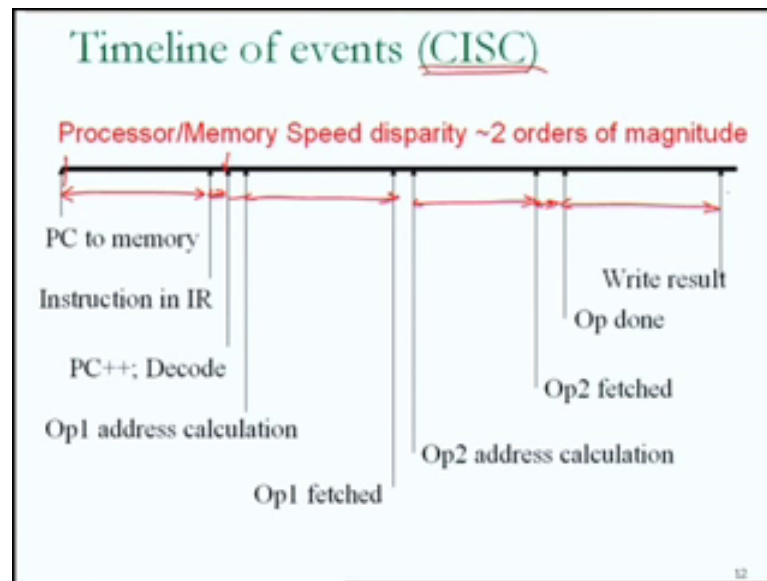 Timeline of events (CISC)
Processor/Memory Speed disparity ~2 orders of magnitude
PC to memory
Write result
Instruction in IR
Op done
PC++; Decode
Op2 fetched
Op1 address calculation
Op2 address calculation
Op1 fetched
12